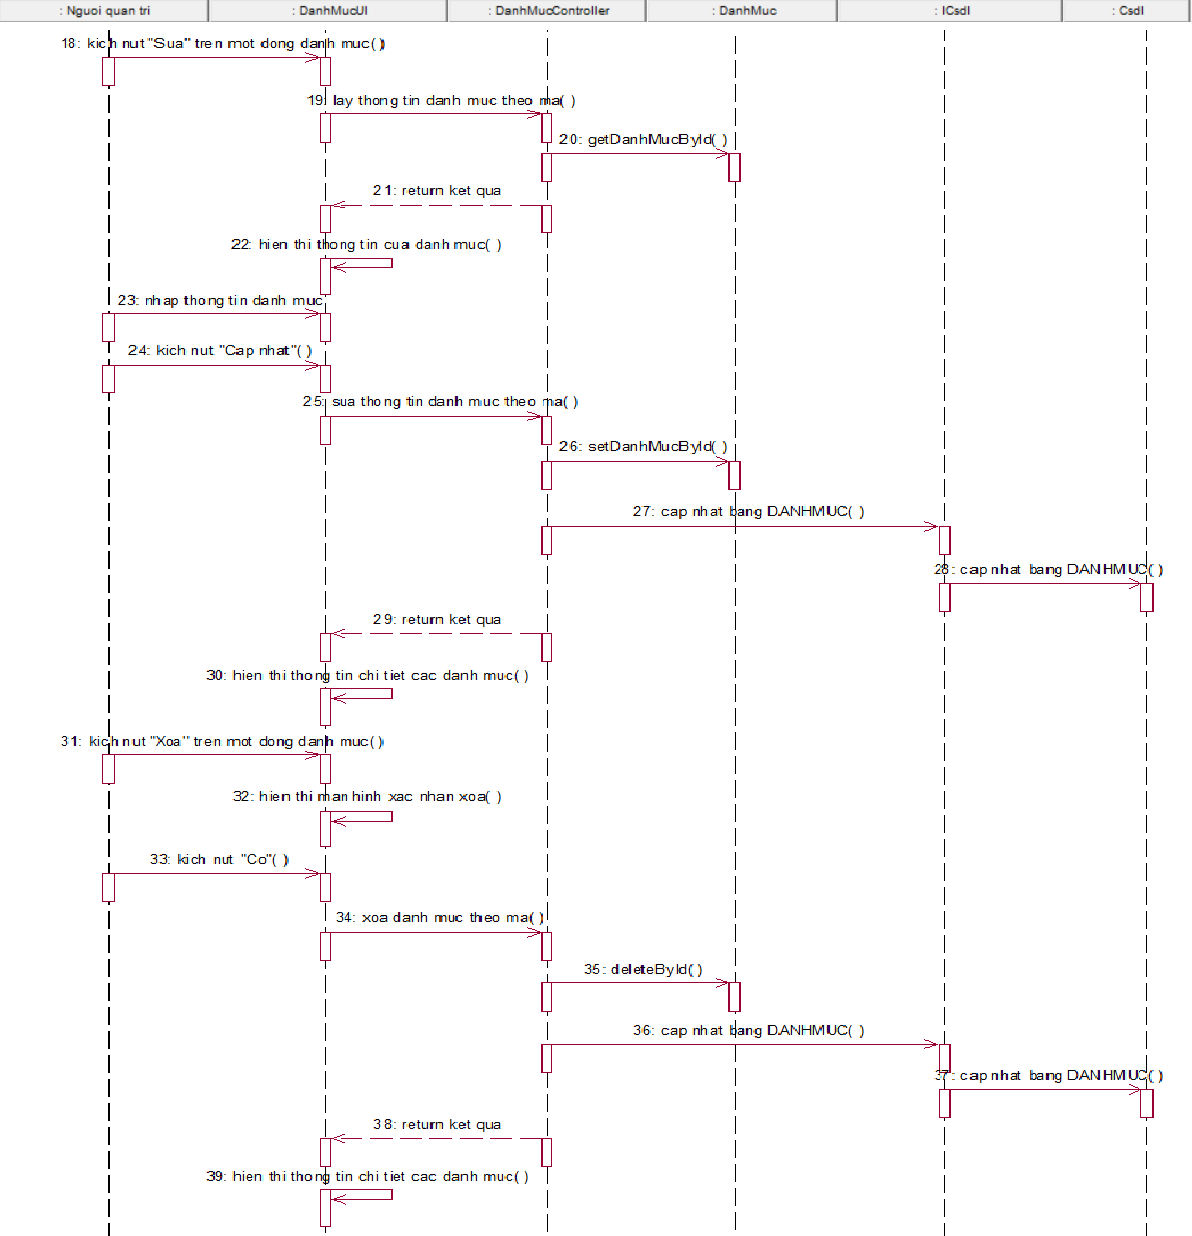 : Nguoi quan tri
: DanhMucUI
: DanhMucController
: DanhMuc
: ICsdl
: Csdl
18: kich nut "Sua" tren mot dong danh muc( )
19: lay thong tin danh muc theo ma( )
20: getDanhMucById( )
21: return ket qua
22: hien thi thong tin cua danh muc( )
23: nhap thong tin danh muc
24: kich nut "Cap nhat"( )
25: sua thong tin danh muc theo ma( )
26: setDanhMucById( )
27: cap nhat bang DANHMUC( )
28: cap nhat bang DANHMUC( )
29: return ket qua
30: hien thi thong tin chi tiet cac danh muc( )
31: kich nut "Xoa" tren mot dong danh muc( )
32: hien thi man hinh xac nhan xoa( )
33: kich nut "Co"( )
34: xoa danh muc theo ma( )
35: deleteById( )
36: cap nhat bang DANHMUC( )
37: cap nhat bang DANHMUC( )
38: return ket qua
39: hien thi thong tin chi tiet cac danh muc( )